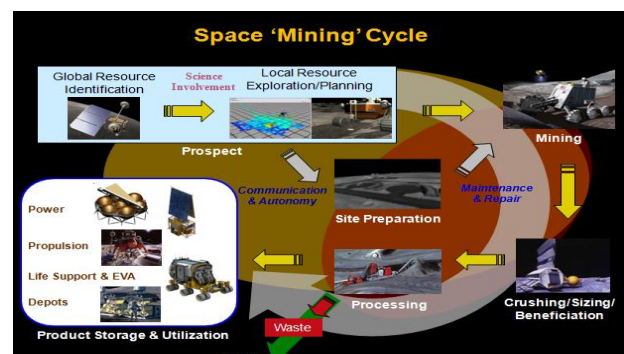 Space ‘Mining’ Cycle
Global Resource
Identification
Science
Involvement
Local Resource
Exploration/Planning
Prospect
Mining
Communication
& Autonomy
Site Preparation
Maintenance
& Repair
Crushing/Sizing/
Beneficiation
Processing
Waste
Power
Propulsion
Life Support & EVA
Depots
Product Storage & Utilization